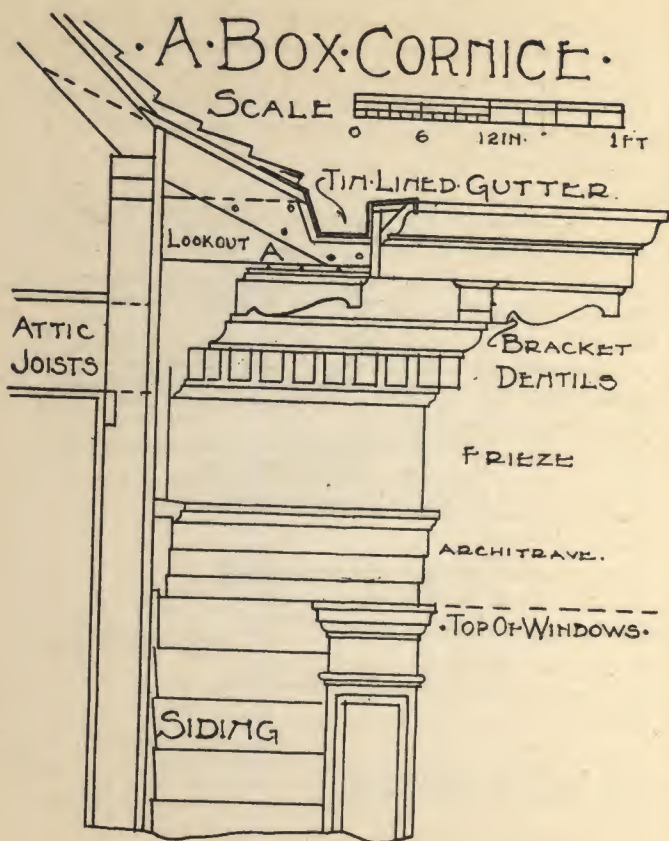 ·A·BOX·CORNICE·
SCALE
0 6 12IN. 1FT
TIN·LINED·GUTTER.
LOOKOUT A
ATTIC
JOISTS
BRACKET
DENTILS
FRIEZE
ARCHITRAVE.
·TOP OF WINDOWS·
SIDING